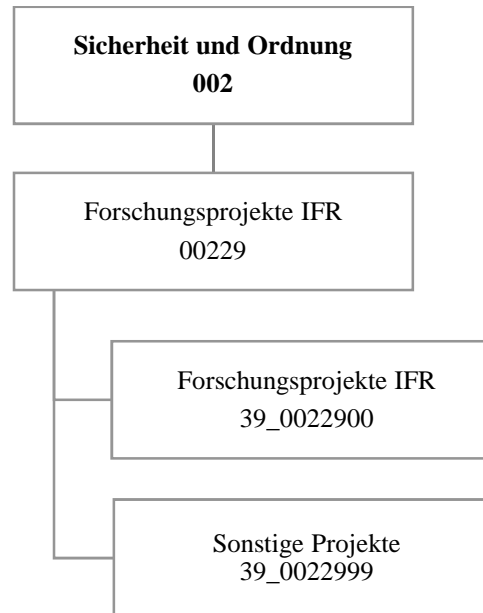 Sicherheit und Ordnung
002
Forschungsprojekte IFR
00229
Forschungsprojekte IFR
39_0022900
Sonstige Projekte
39_0022999